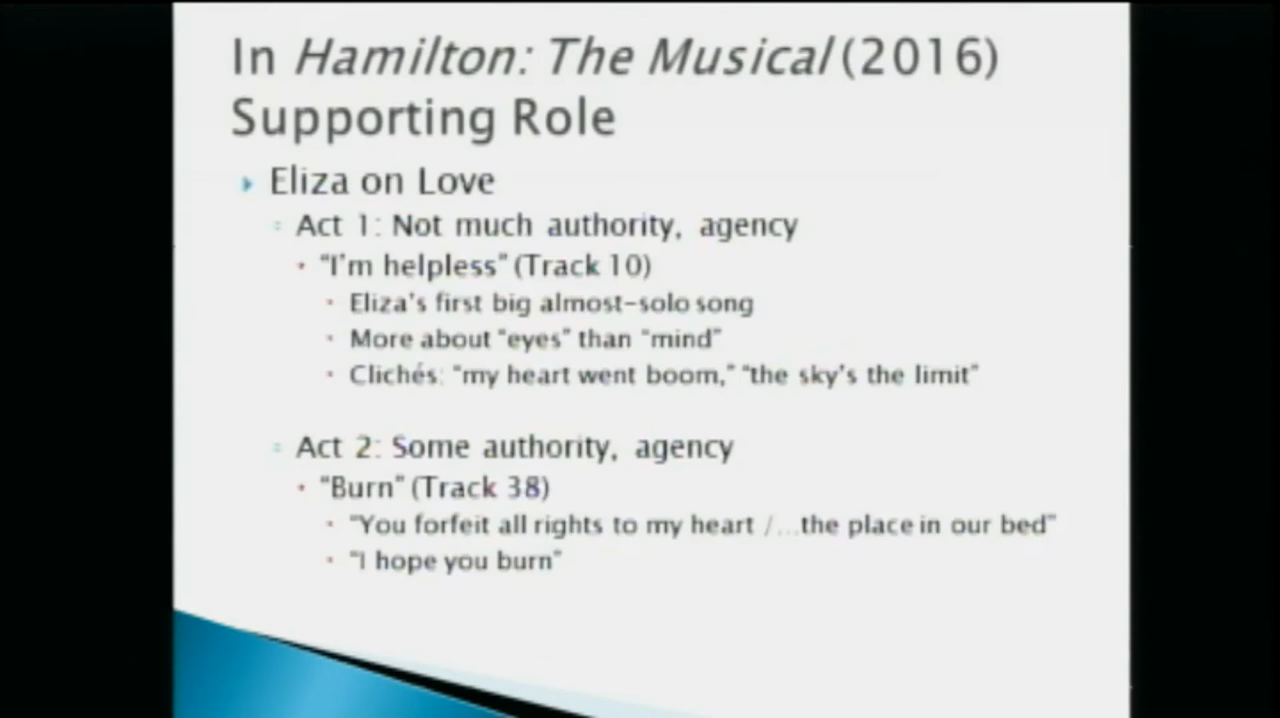 In Hamilton: The Musical (2016)
Supporting Role
Eliza on Love
Act 1: Not much authority, agency
“I’m helpless” (Track 10)
Eliza’s first big almost-solo song
More about “eyes” than “mind”
Clichés: “my heart went boom,” “the sky’s the limit”
Act 2: Some authority, agency
“Burn” (Track 38)
“You forfeit all rights to my heart /...the place in our bed”
“I hope you burn”